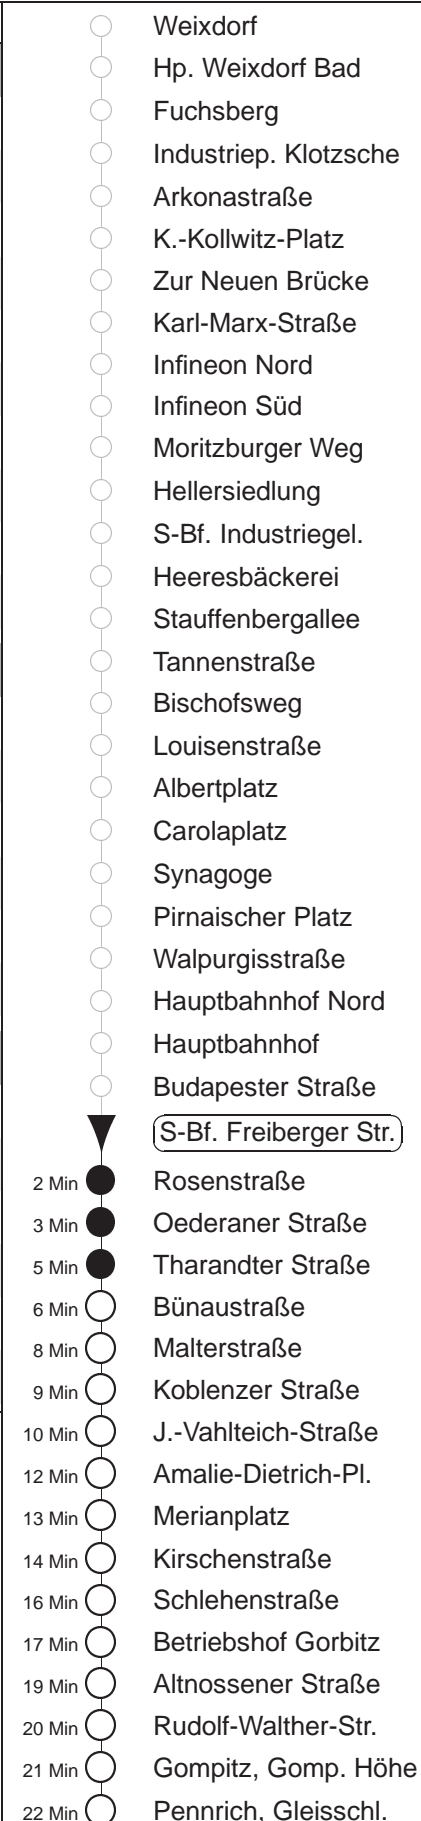 Weixdorf
Hp. Weixdorf Bad
Fuchsberg
Industriep. Klotzsche
Arkonastraße
K.-Kollwitz-Platz
Zur Neuen Brücke
Karl-Marx-Straße
Infineon Nord
Infineon Süd
Moritzburger Weg
Hellersiedlung
S-Bf. Industriegel.
Heeresbäckerei
Stauffenbergallee
Tannenstraße
Bischofsweg
Louisenstraße
Albertplatz
Carolaplatz
Synagoge
Pirnaischer Platz
Walpurgisstraße
Hauptbahnhof Nord
Hauptbahnhof
Budapester Straße
S-Bf. Freiberger Str.
2 Min Rosenstraße
3 Min Oederaner Straße
5 Min Tharandter Straße
6 Min Bünaustraße
8 Min Malterstraße
9 Min Koblenzer Straße
10 Min J.-Vahlteich-Straße
12 Min Amalie-Dietrich-Pl.
13 Min Merianplatz
14 Min Kirschenstraße
16 Min Schlehenstraße
17 Min Betriebshof Gorbitz
19 Min Altnossener Straße
20 Min Rudolf-Walther-Str.
21 Min Gompitz, Gomp. Höhe
22 Min Pennrich, Gleisschl.